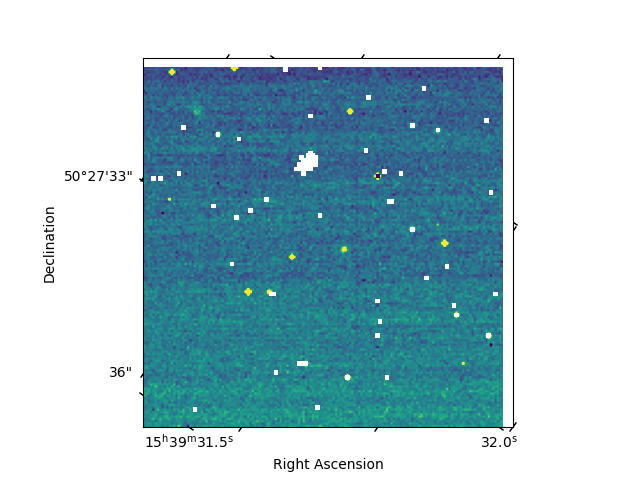 Declination
50°27'33"
36"
15ʰ39ᵐ31.5ˢ 32.0ˢ
Right Ascension